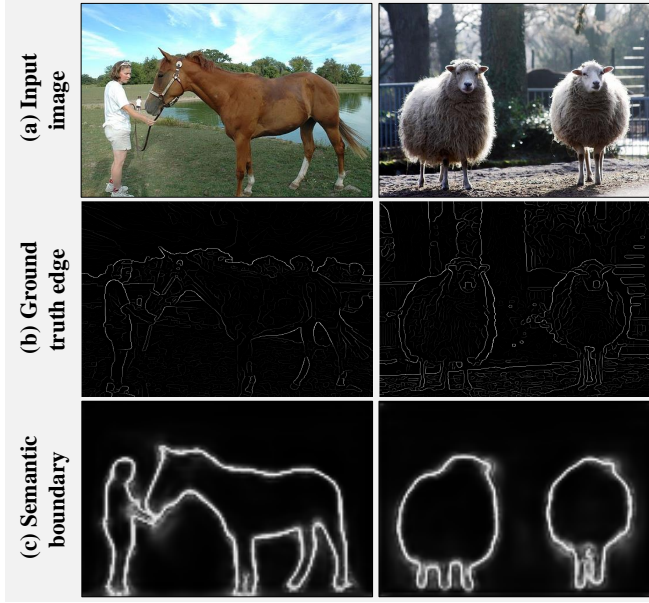 (a) Input
image
(b) Ground
truth edge
(c) Semantic
boundary